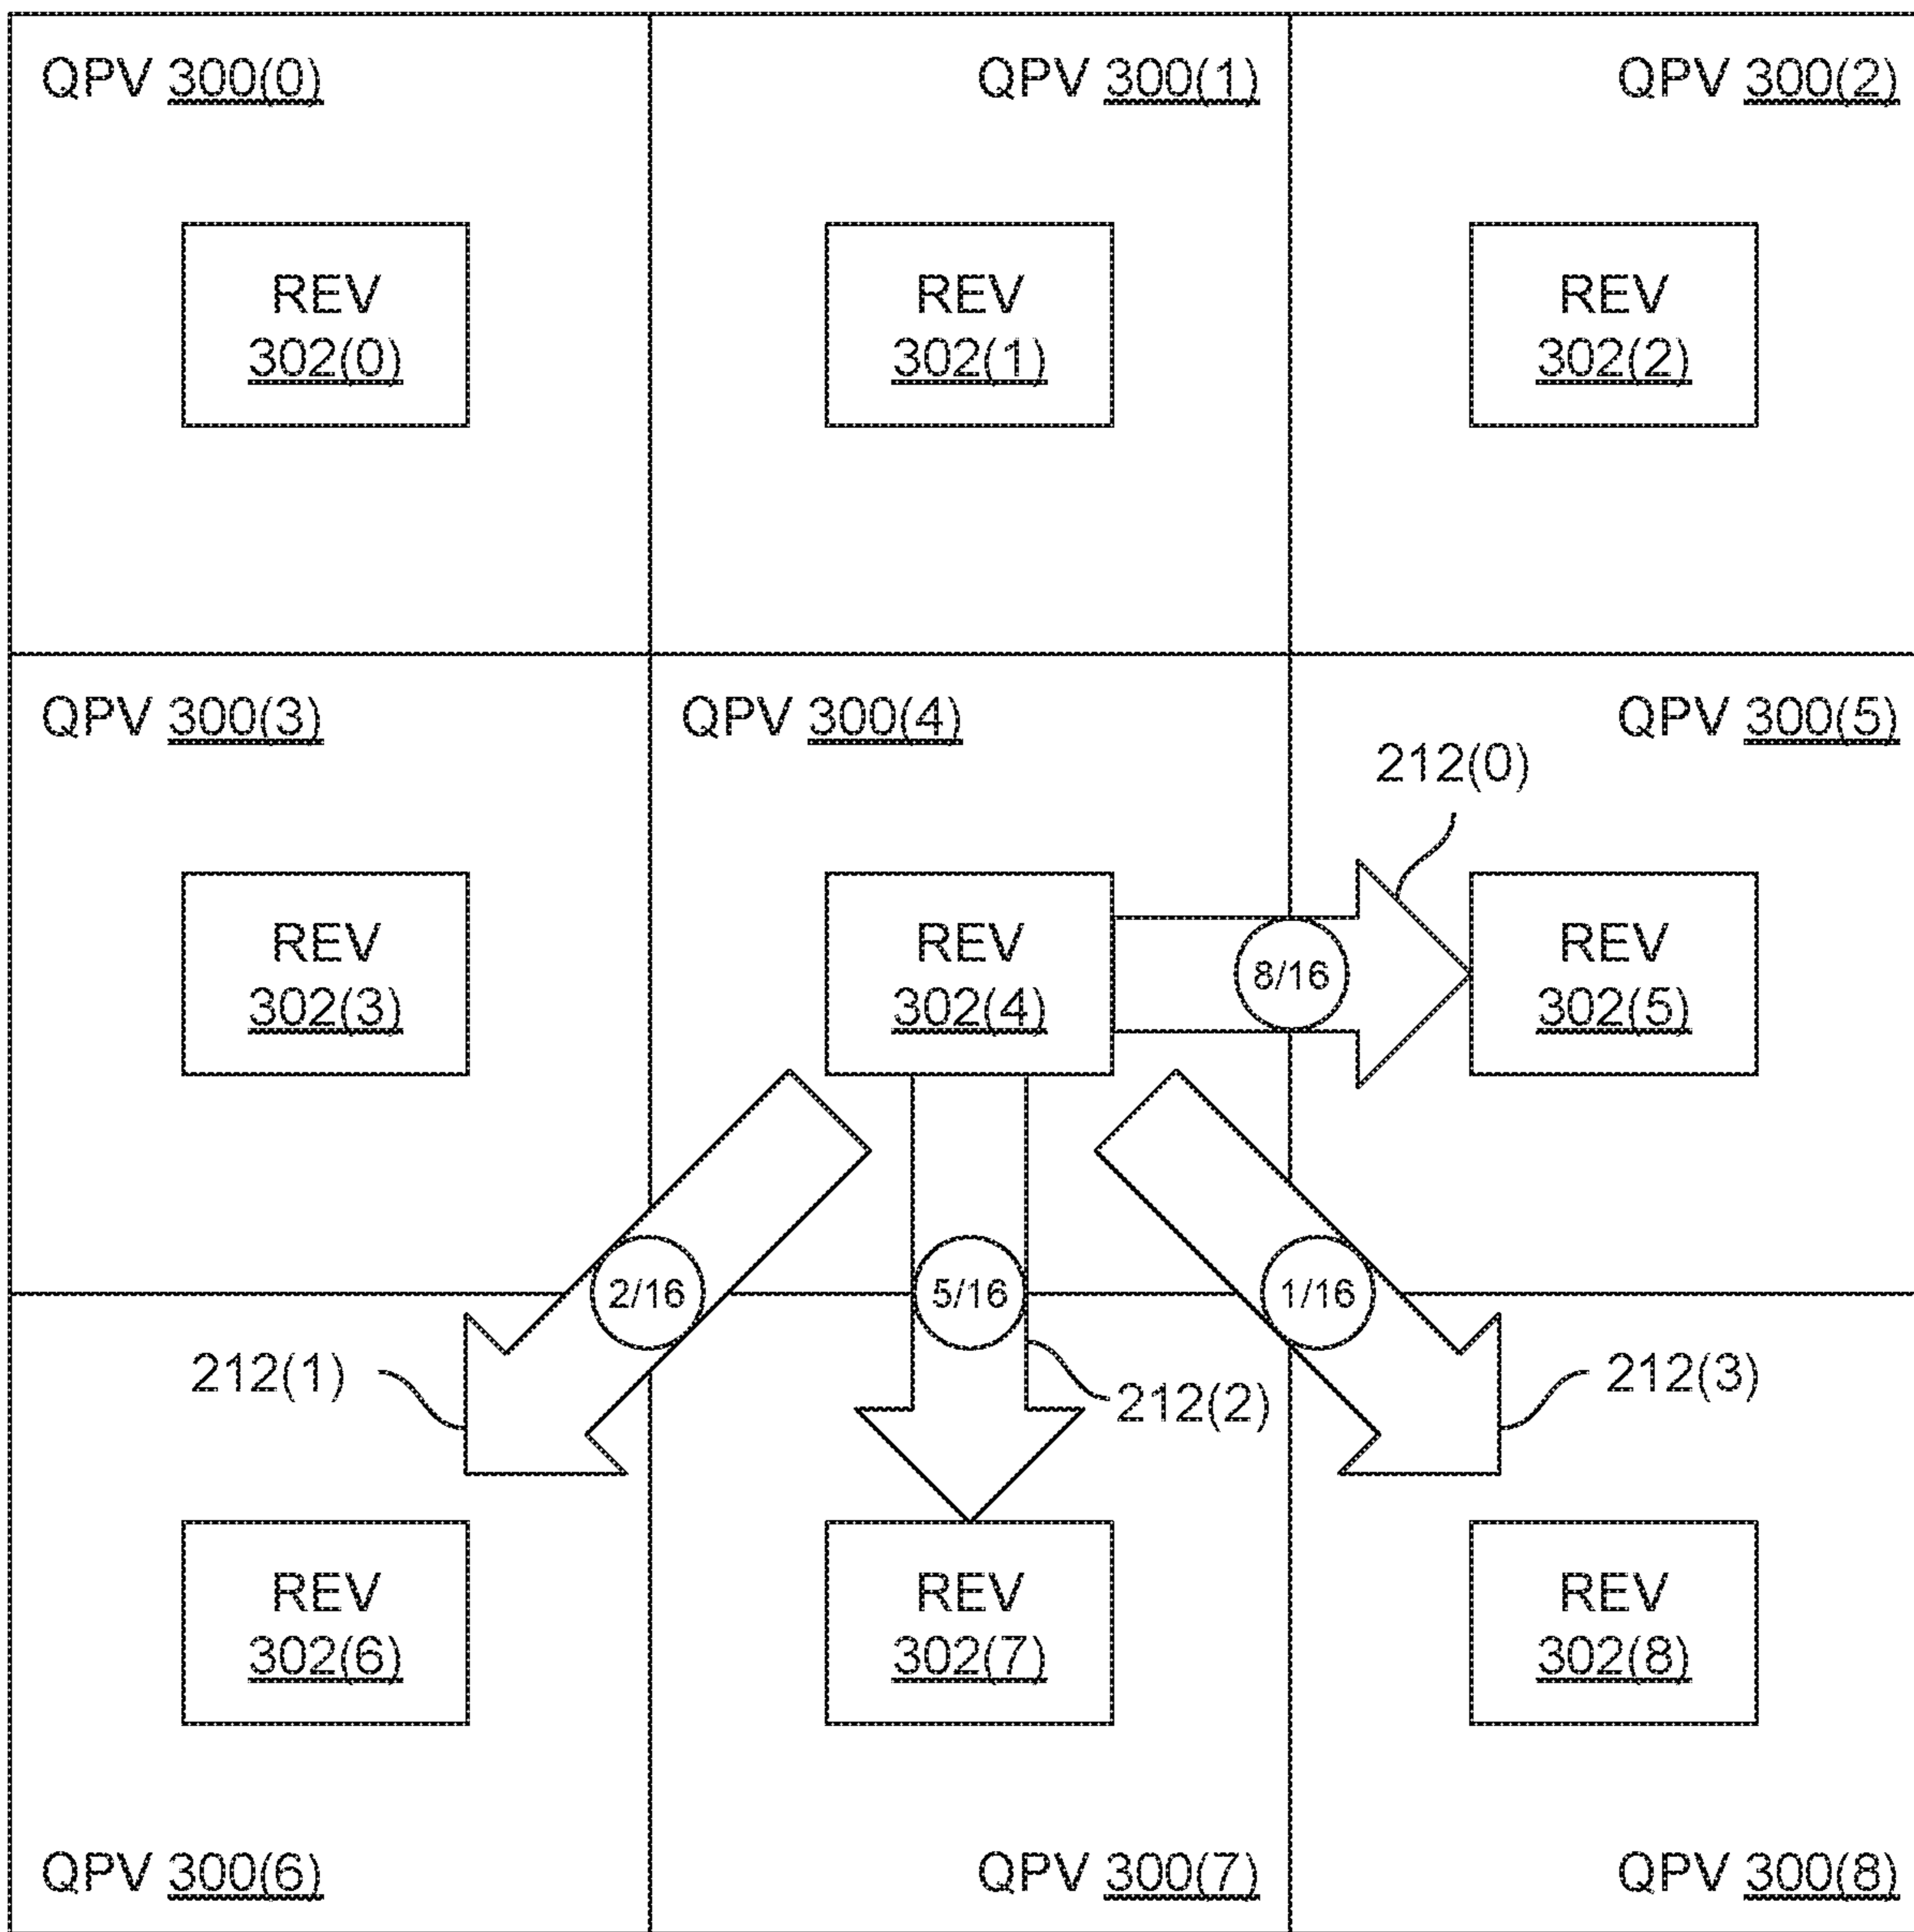 QPV 300(0)
QPV 300(1)
QPV 300(2)
REV
302(0)
REV
302(1)
REV
302(2)
QPV 300(3)
QPV 300(4)
QPV 300(5)
212(0)
REV
302(3)
REV
302(4)
8/16
REV
302(5)
2/16
5/16
1/16
212(1)
212(2)
212(3)
REV
302(6)
REV
302(7)
REV
302(8)
QPV 300(6)
QPV 300(7)
QPV 300(8)